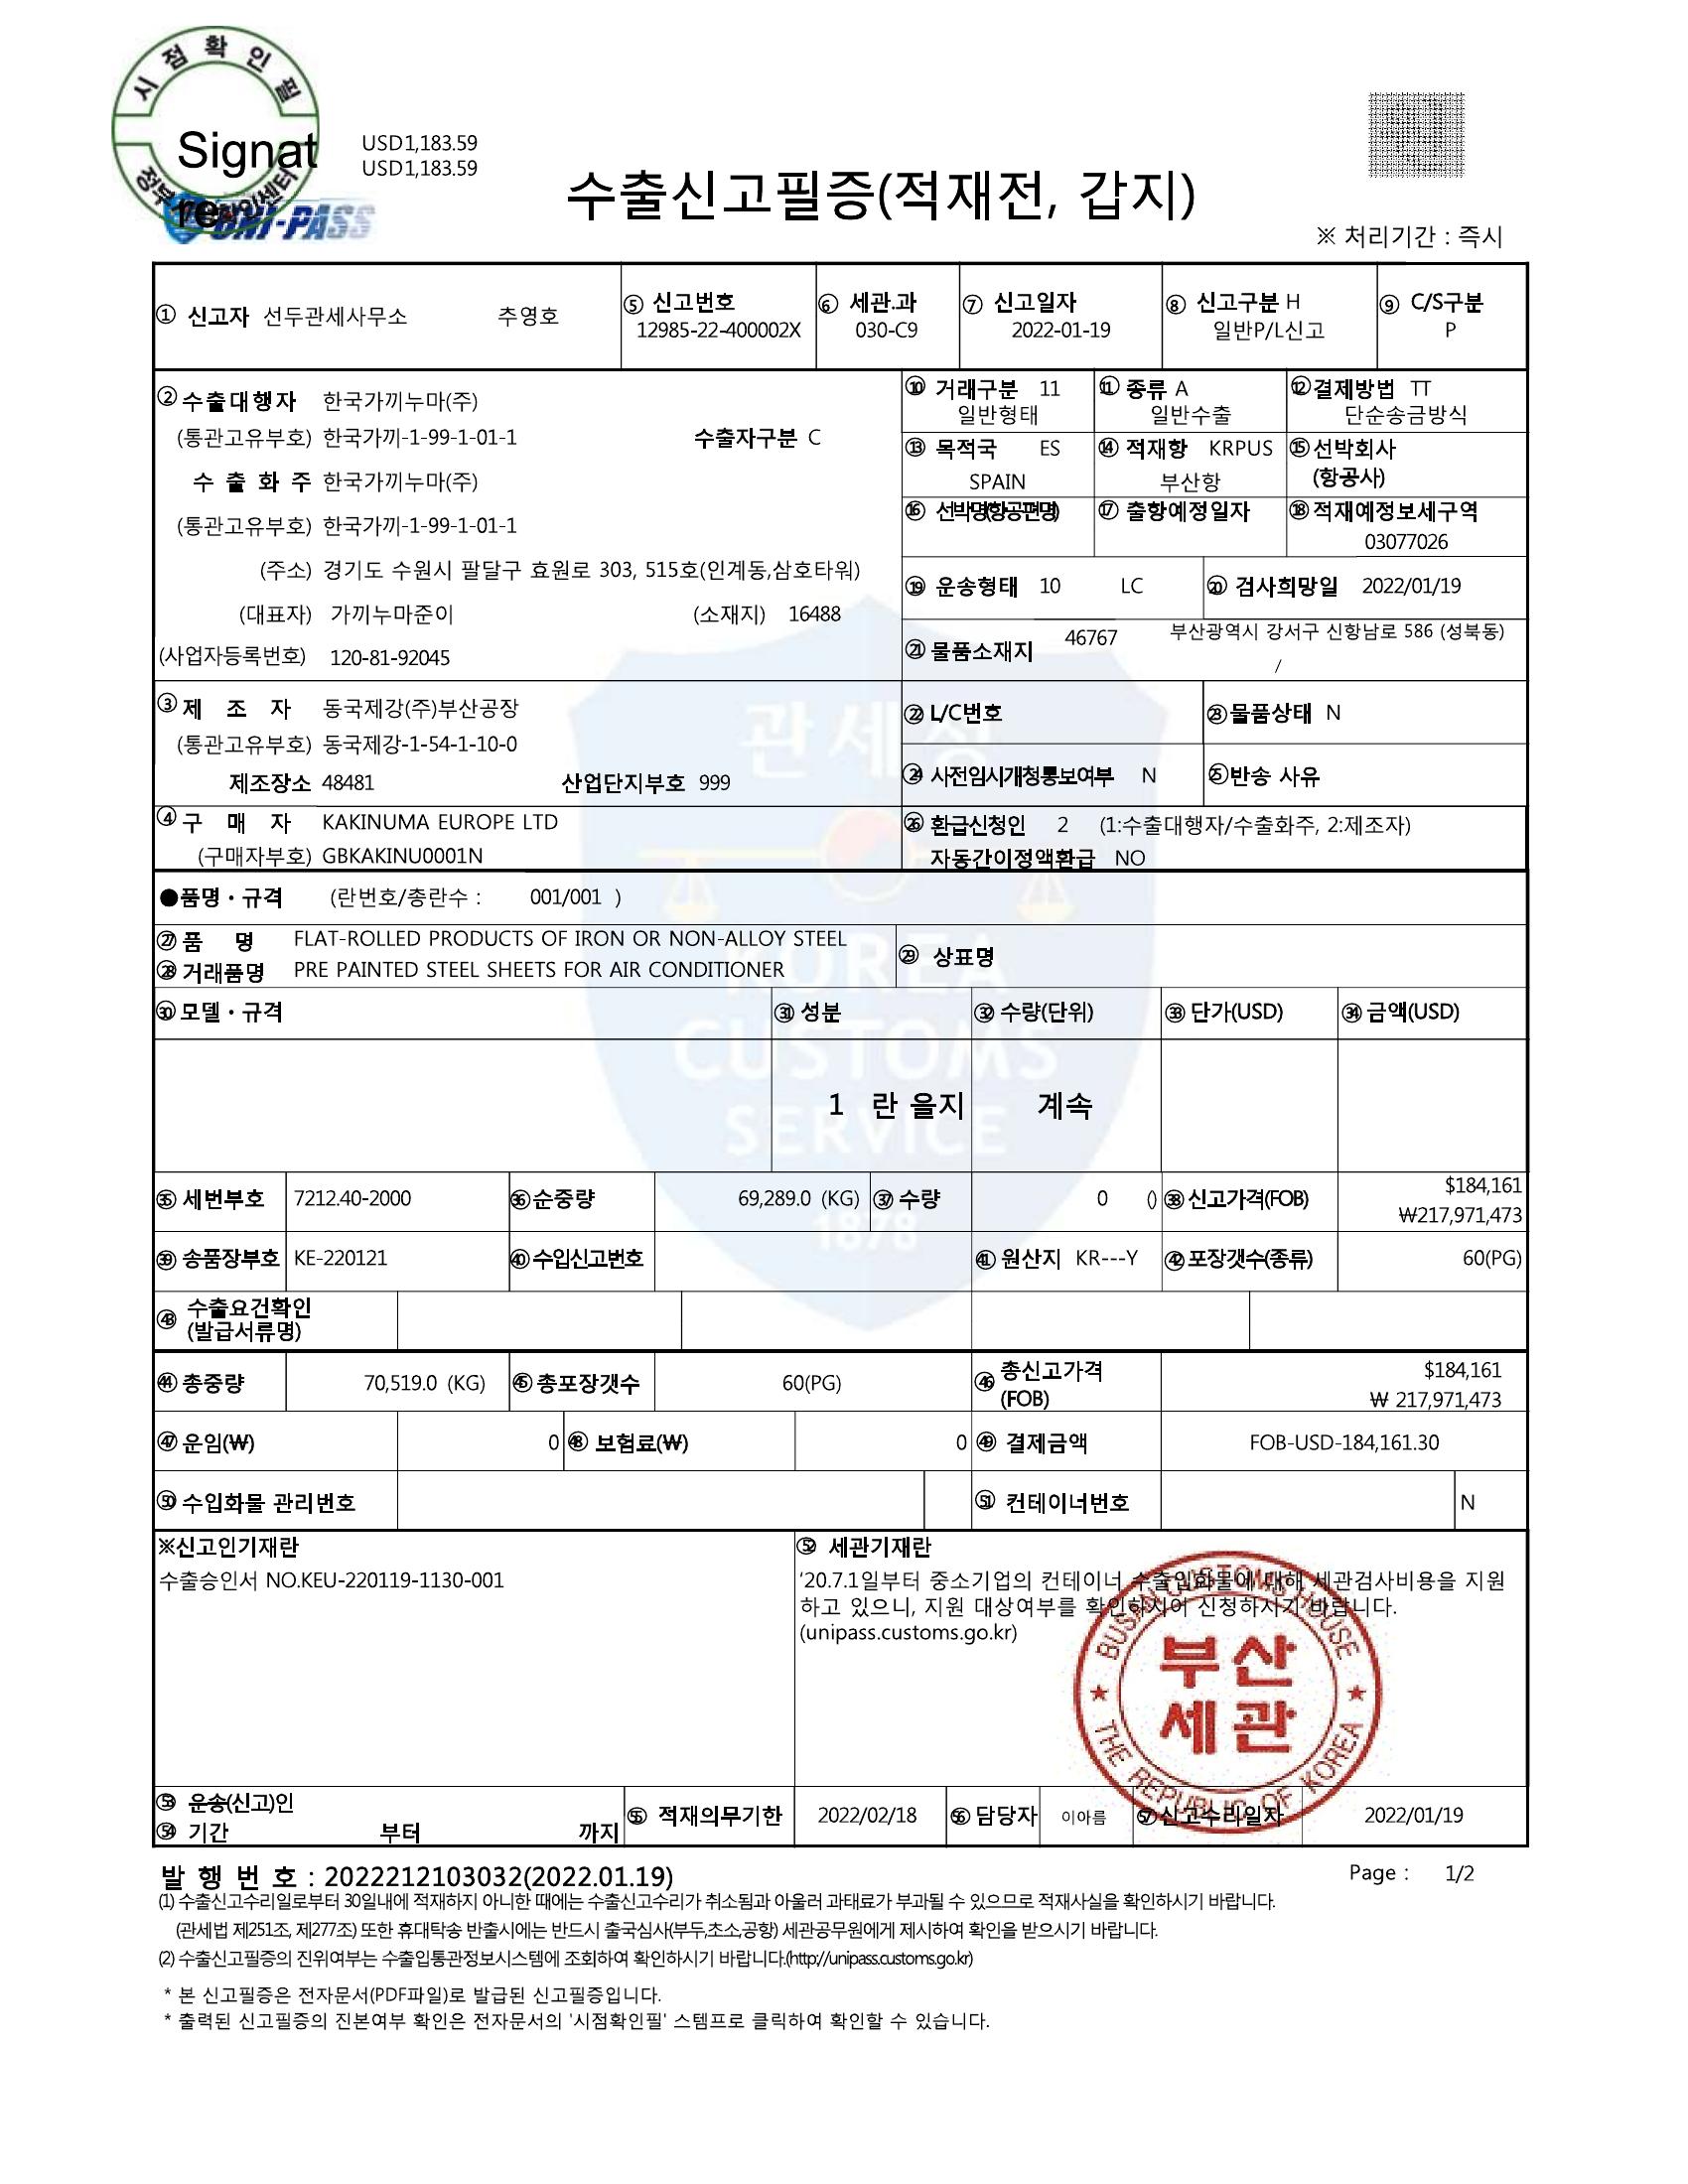 시점확인필
Signat
re
UNI-PASS
USD1,183.59
USD1,183.59
수출신고필증(적재전, 갑지)
※ 처리기간 : 즉시
① 신고자 선두관세사무소 추영호
⑤ 신고번호
12985-22-400002X
⑥ 세관.과
030-C9
⑦ 신고일자
2022-01-19
⑧ 신고구분 H
일반P/L신고
⑨ C/S구분
P
② 수출대행자 한국가끼누마(주)
(통관고유부호) 한국가끼-1-99-1-01-1 수출자구분 C
수 출 화 주 한국가끼누마(주)
(통관고유부호) 한국가끼-1-99-1-01-1
(주소) 경기도 수원시 팔달구 효원로 303, 515호(인계동,삼호타워)
(대표자) 가끼누마준이 (소재지) 16488
(사업자등록번호) 120-81-92045
⑩ 거래구분 11
일반형태
⑪ 종류 A
일반수출
⑫ 결제방법 TT
단순송금방식
⑬ 목적국 ES
SPAIN
⑭ 적재항 KRPUS
부산항
⑮ 선박회사
(항공사)
⑯ 선박명(항공편명)
⑰ 출항예정일자
⑱ 적재예정보세구역
03077026
⑲ 운송형태 10 LC
⑳ 검사희망일 2022/01/19
㉑ 물품소재지 46767 부산광역시 강서구 신항남로 586 (성북동)
/
③ 제 조 자 동국제강(주)부산공장
(통관고유부호) 동국제강-1-54-1-10-0
제조장소 48481 산업단지부호 999
㉒ L/C번호
㉓ 물품상태 N
㉔ 사전임시개청통보여부 N
㉕ 반송 사유
④ 구 매 자 KAKINUMA EUROPE LTD
(구매자부호) GBKAKINU0001N
㉖ 환급신청인 2 (1:수출대행자/수출화주, 2:제조자)
자동간이정액환급 NO
●품명・규격 (란번호/총란수 : 001/001 )
㉗ 품 명 FLAT-ROLLED PRODUCTS OF IRON OR NON-ALLOY STEEL
㉘ 거래품명 PRE PAINTED STEEL SHEETS FOR AIR CONDITIONER
㉙ 상표명
㉚ 모델・규격 ㉛ 성분 ㉜ 수량(단위) ㉝ 단가(USD) ㉞ 금액(USD)
1 란 을지 계속
㉟ 세번부호 7212.40-2000 ㊱ 순중량 69,289.0 (KG) ㊲ 수량 0 () ㊳ 신고가격(FOB) $184,161
₩217,971,473
㊴ 송품장부호 KE-220121 ㊵ 수입신고번호 ㊶ 원산지 KR---Y ㊷ 포장갯수(종류) 60(PG)
㊸ 수출요건확인
(발급서류명)
㊹ 총중량 70,519.0 (KG) ㊺ 총포장갯수 60(PG) ㊻ 총신고가격
(FOB) $184,161
₩ 217,971,473
㊼ 운임(₩) 0 ㊽ 보험료(₩) 0 ㊾ 결제금액 FOB-USD-184,161.30
㊿ 수입화물 관리번호
(51) 컨테이너번호 N
※신고인기재란
수출승인서 NO.KEU-220119-1130-001
(52) 세관기재란
'20.7.1일부터 중소기업의 컨테이너 수출입화물에 대해 세관검사비용을 지원
하고 있으니, 지원 대상여부를 확인하시어 신청하시기 바랍니다.
(unipass.customs.go.kr)
BUSAN CUSTOMS HOUSE
부산
세관
THE REPUBLIC OF KOREA
(53) 운송(신고)인
(54) 기간 부터 까지
(55) 적재의무기한 2022/02/18
(56) 담당자 이아름
(57) 신고수리일자 2022/01/19
관세청
KOREA
CUSTOMS
SERVICE
1878
발 행 번 호 : 2022212103032(2022.01.19)
Page : 1/2
(1) 수출신고수리일로부터 30일내에 적재하지 아니한 때에는 수출신고수리가 취소됨과 아울러 과태료가 부과될 수 있으므로 적재사실을 확인하시기 바랍니다.
(관세법 제251조, 제277조) 또한 휴대탁송 반출시에는 반드시 출국심사(부두,초소,공항) 세관공무원에게 제시하여 확인을 받으시기 바랍니다.
(2) 수출신고필증의 진위여부는 수출입통관정보시스템에 조회하여 확인하시기 바랍니다.(http://unipass.customs.go.kr)
* 본 신고필증은 전자문서(PDF파일)로 발급된 신고필증입니다.
* 출력된 신고필증의 진본여부 확인은 전자문서의 '시점확인필' 스템프로 클릭하여 확인할 수 있습니다.